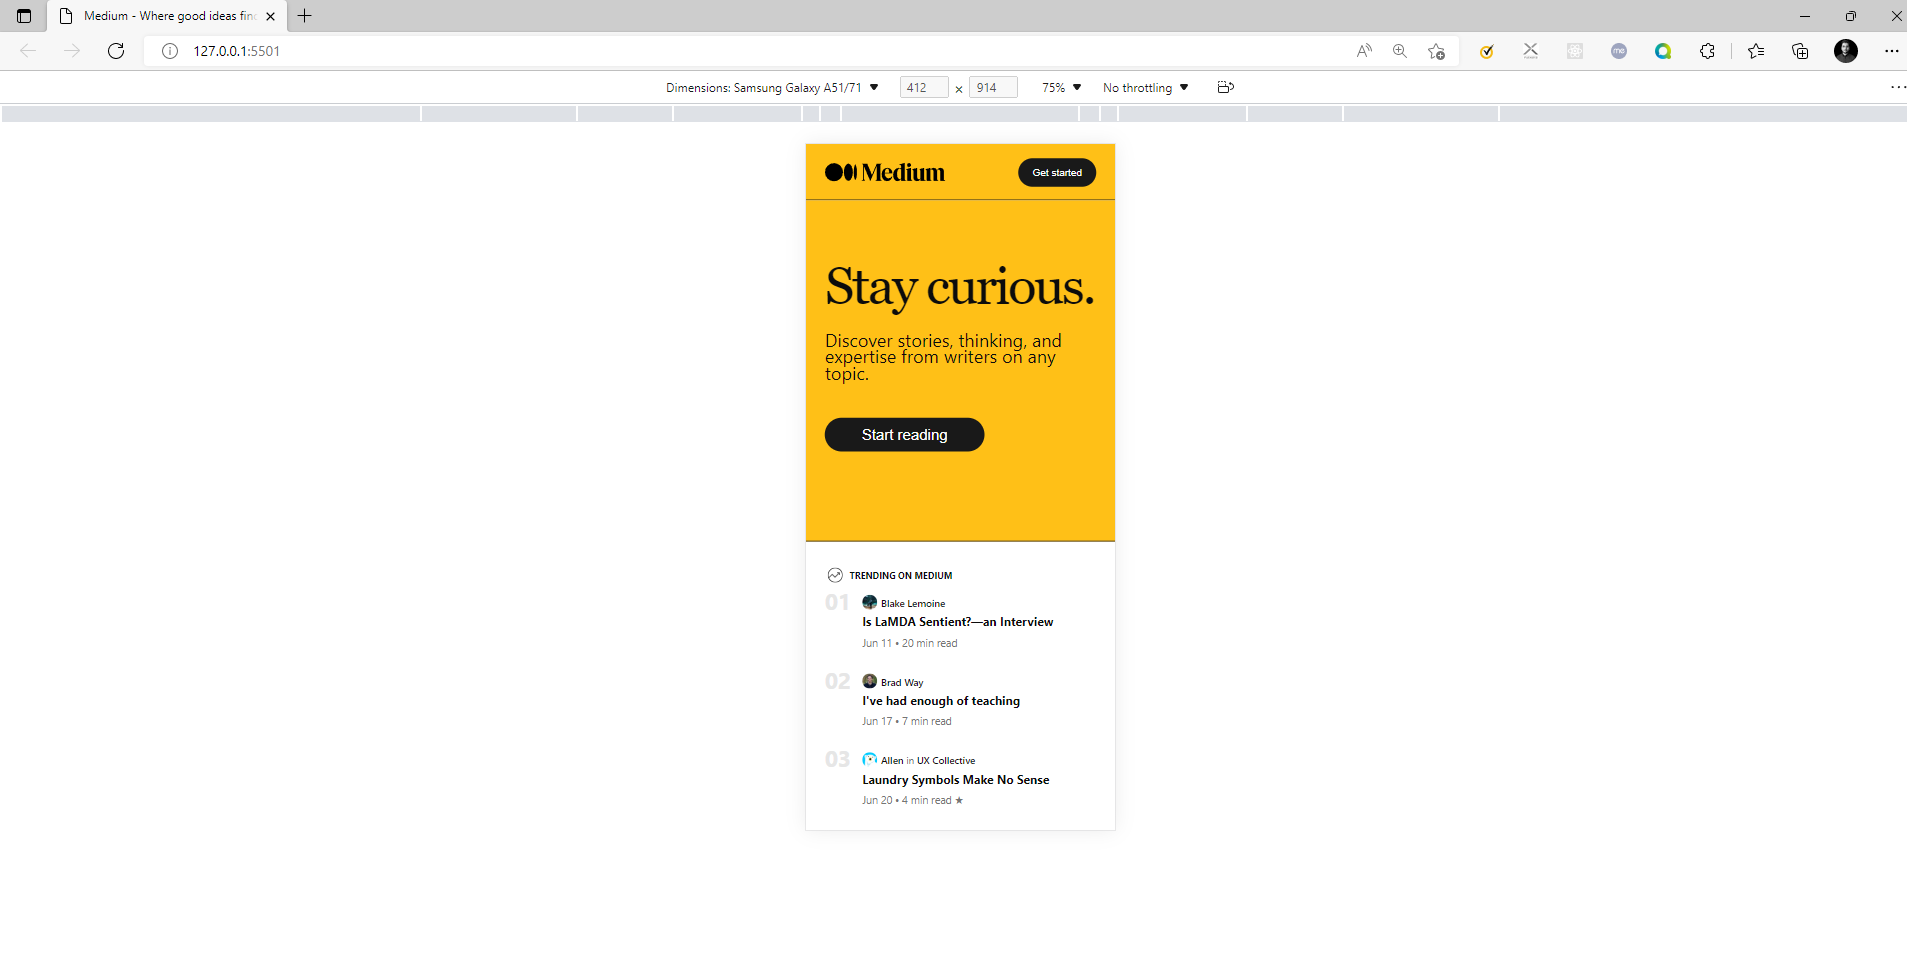 Medium - Where good ideas fin
127.0.0.1:5501
Dimensions: Samsung Galaxy A51/71 412 × 914 75% No throttling
Medium Get started
Stay curious.
Discover stories, thinking, and
expertise from writers on any
topic.
Start reading
TRENDING ON MEDIUM
01 Blake Lemoine
Is LaMDA Sentient?—an Interview
Jun 11 • 20 min read
02 Brad Way
I've had enough of teaching
Jun 17 • 7 min read
03 Allen in UX Collective
Laundry Symbols Make No Sense
Jun 20 • 4 min read ★